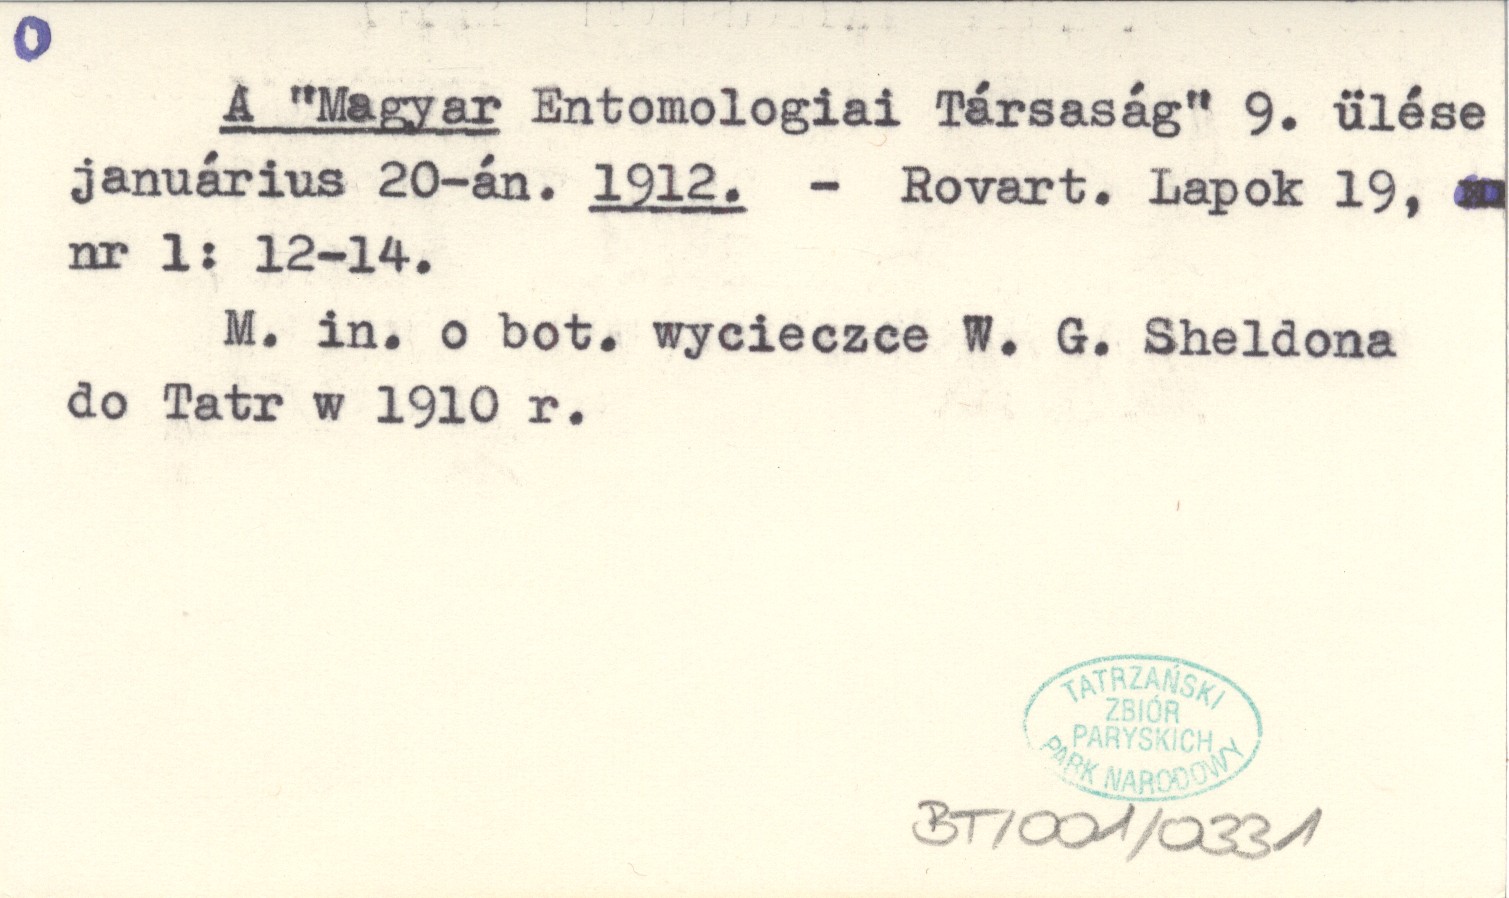 O
A "Magyar Entomologiai Társaság" 9. ülése
januárius 20-án. 1912. - Rovart. Lapok 19,
nr 1: 12-14.
M. in. o bot. wycieczce W. G. Sheldona
do Tatr w 1910 r.
TATRZAŃSKI
ZBIÓR
PARYSKICH
PARK NARODOWY
BT/001/0331